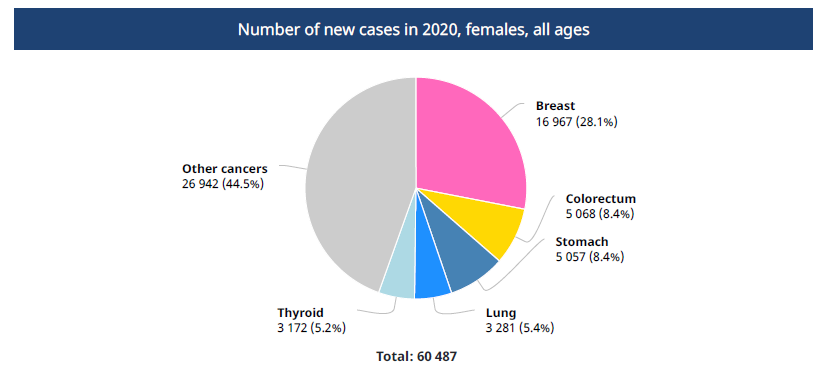 Number of new cases in 2020, females, all ages
Breast
16 967 (28.1%)
Colorectum
5 068 (8.4%)
Stomach
5 057 (8.4%)
Lung
3 281 (5.4%)
Thyroid
3 172 (5.2%)
Other cancers
26 942 (44.5%)
Total: 60 487